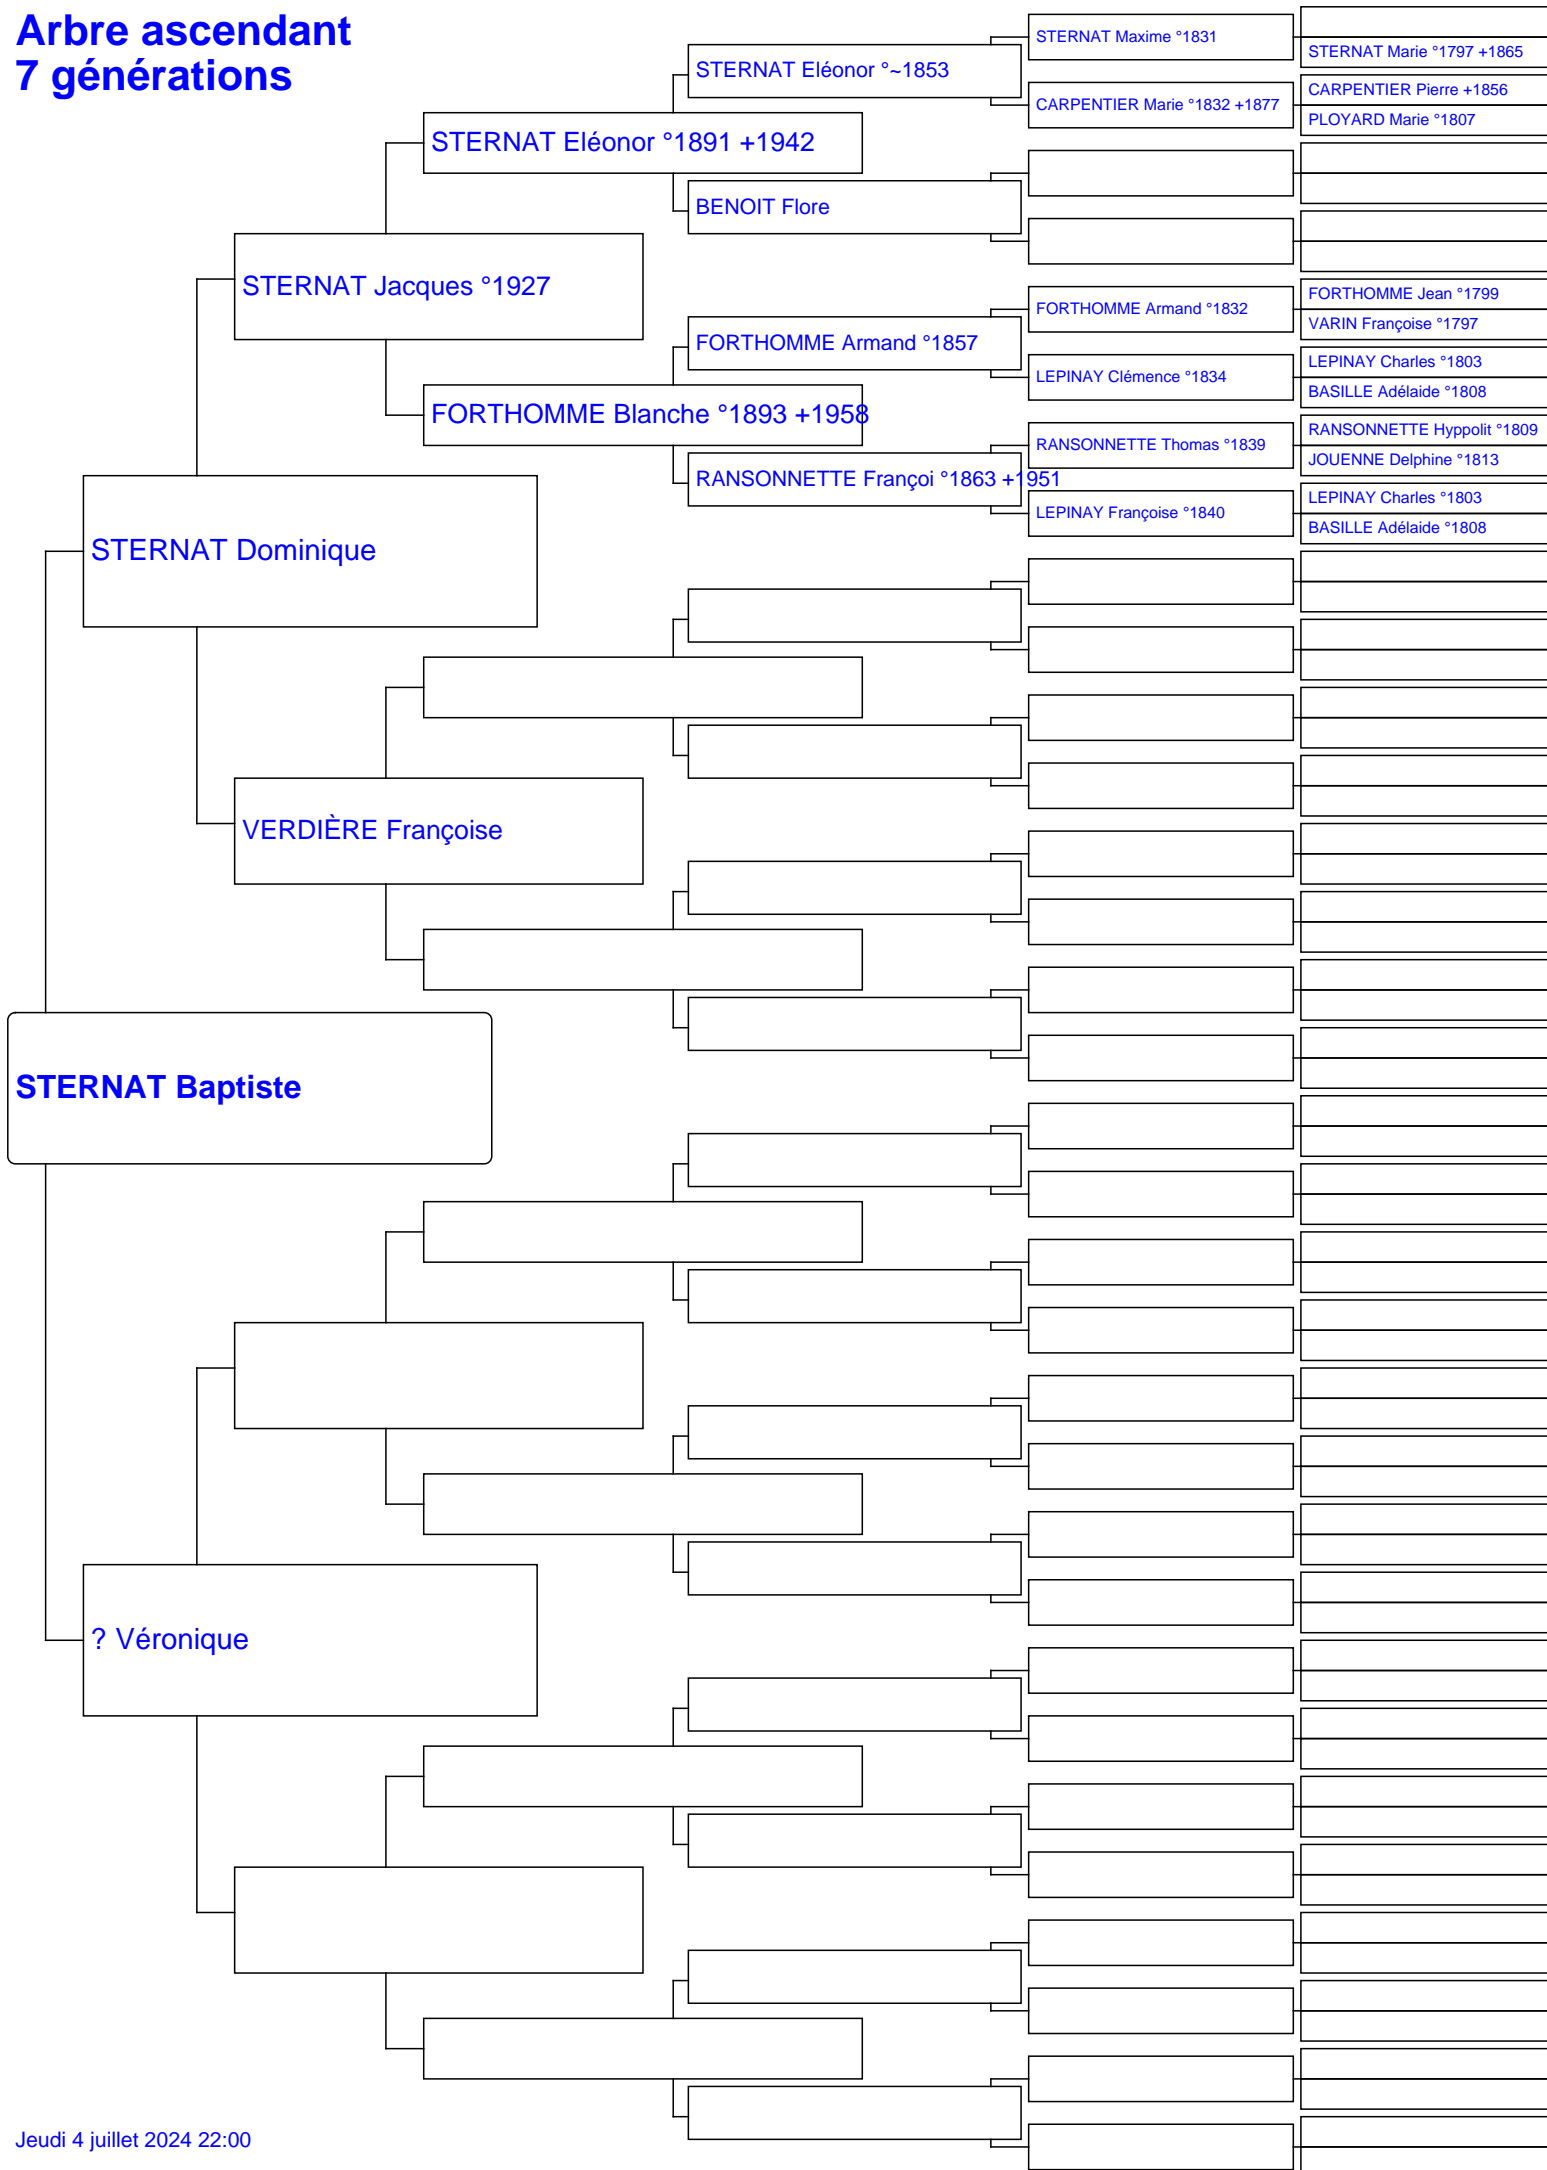 Arbre ascendant
7 générations
STERNAT Maxime °1831
STERNAT Marie °1797 +1865
STERNAT Eléonor °~1853
CARPENTIER Pierre +1856
CARPENTIER Marie °1832 +1877
PLOYARD Marie °1807
STERNAT Eléonor °1891 +1942
BENOIT Flore
STERNAT Jacques °1927
FORTHOMME Jean °1799
FORTHOMME Armand °1832
VARIN Françoise °1797
FORTHOMME Armand °1857
LEPINAY Charles °1803
LEPINAY Clémence °1834
BASILLE Adélaide °1808
FORTHOMME Blanche °1893 +1958
RANSONNETTE Hyppolit °1809
RANSONNETTE Thomas °1839
JOUENNE Delphine °1813
RANSONNETTE Françoi °1863 +1951
LEPINAY Charles °1803
LEPINAY Françoise °1840
BASILLE Adélaide °1808
STERNAT Dominique
VERDIÈRE Françoise
STERNAT Baptiste
? Véronique
Jeudi 4 juillet 2024 22:00